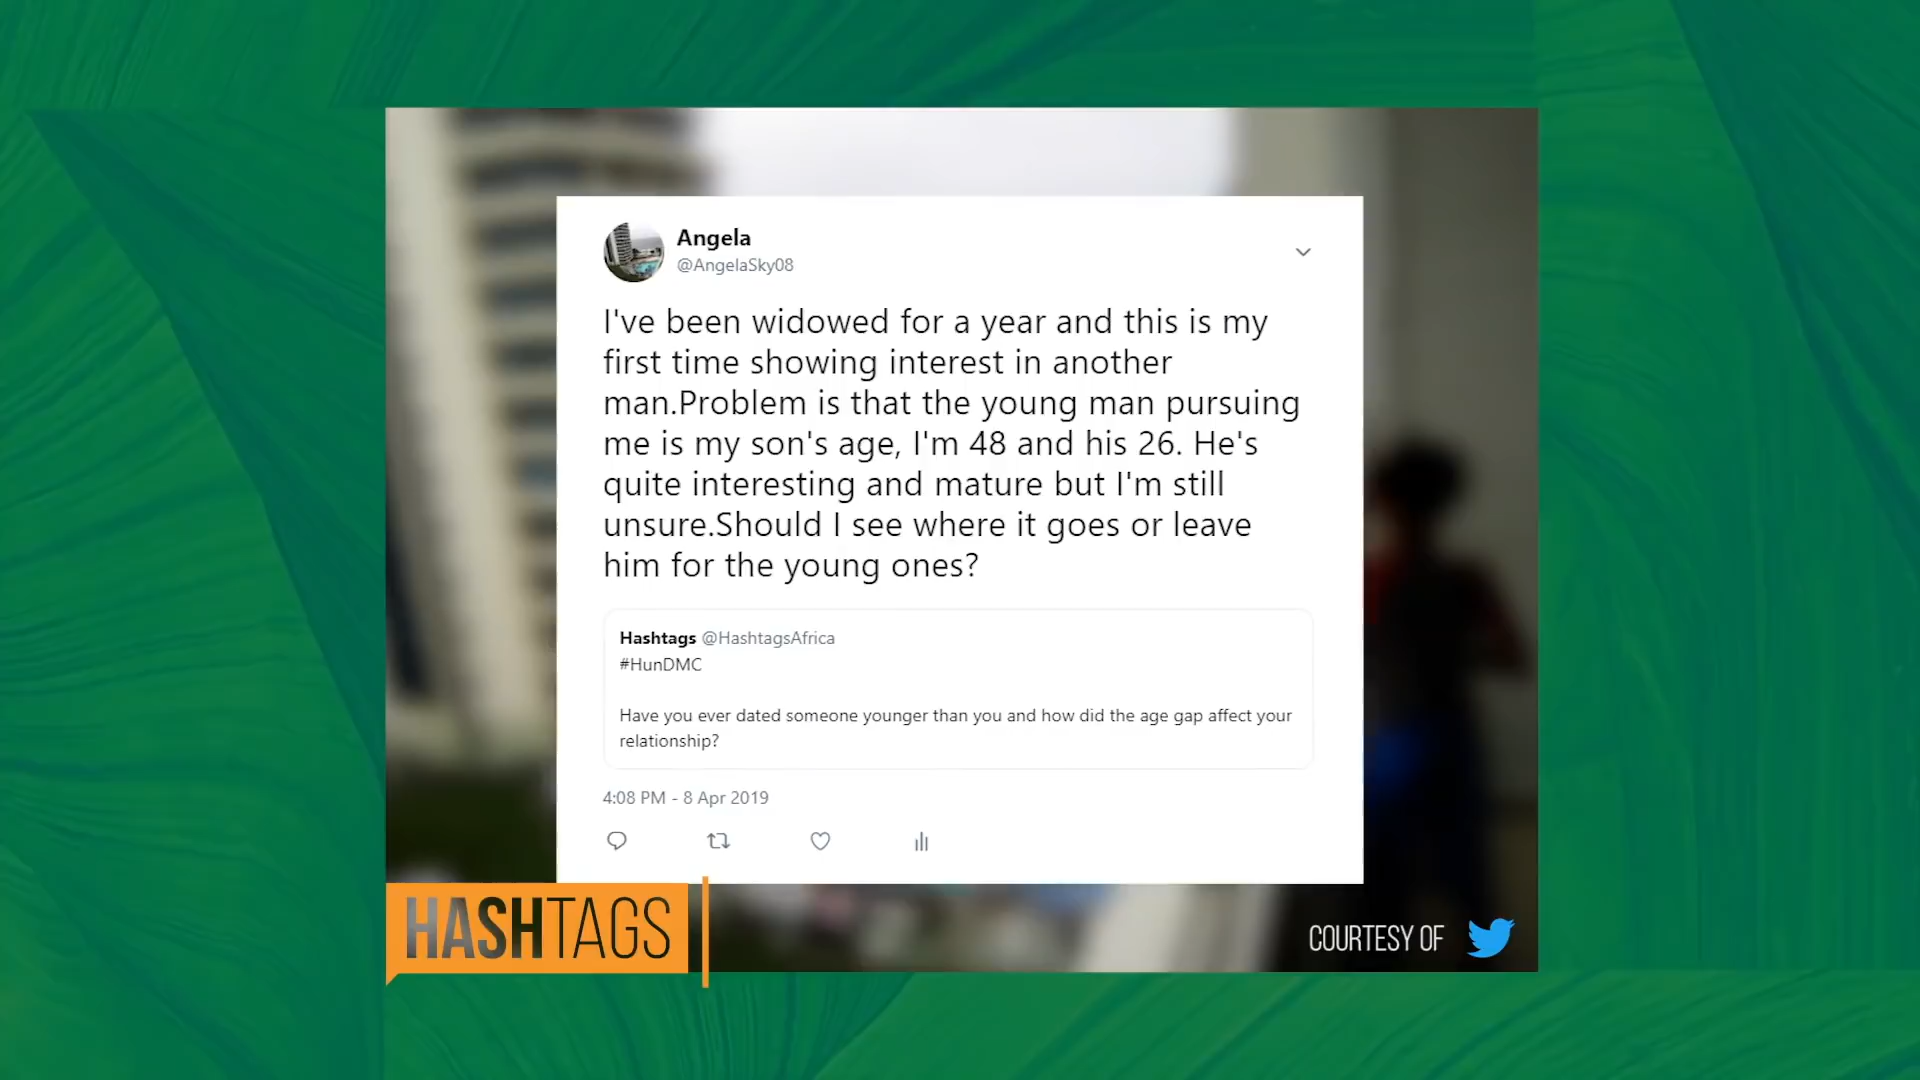 Angela
@AngelaSky08
I've been widowed for a year and this is my
first time showing interest in another
man.Problem is that the young man pursuing
me is my son's age, I'm 48 and his 26. He's
quite interesting and mature but I'm still
unsure.Should I see where it goes or leave
him for the young ones?
Hashtags @HashtagsAfrica
#HunDMC
Have you ever dated someone younger than you and how did the age gap affect your
relationship?
4:08 PM - 8 Apr 2019
HASHTAGS
COURTESY OF